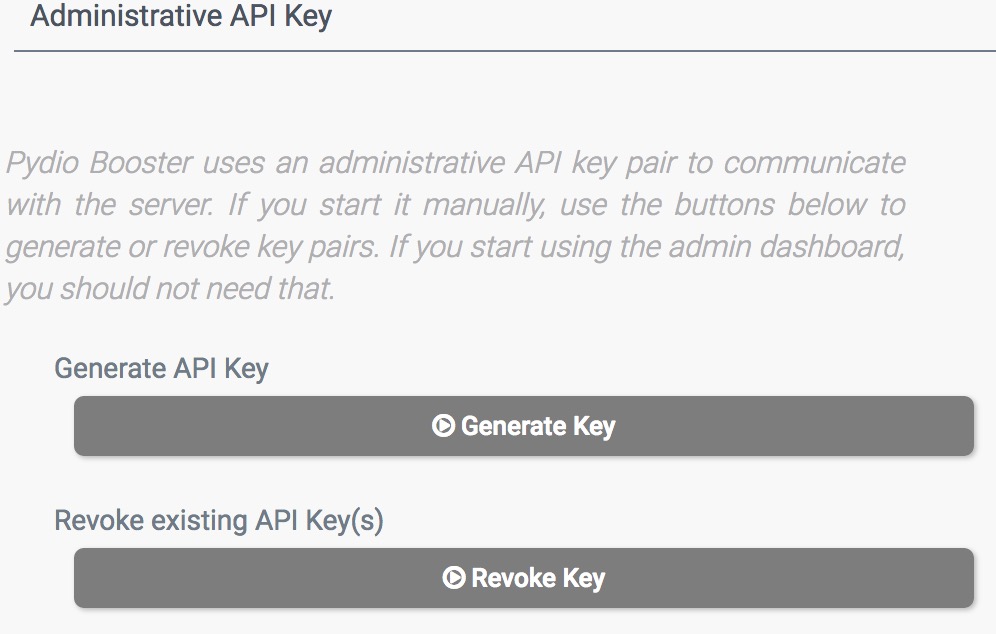 Administrative API Key
Pydio Booster uses an administrative API key pair to communicate
with the server. If you start it manually, use the buttons below to
generate or revoke key pairs. If you start using the admin dashboard,
you should not need that.
Generate API Key
Generate Key
Revoke existing API Key(s)
Revoke Key